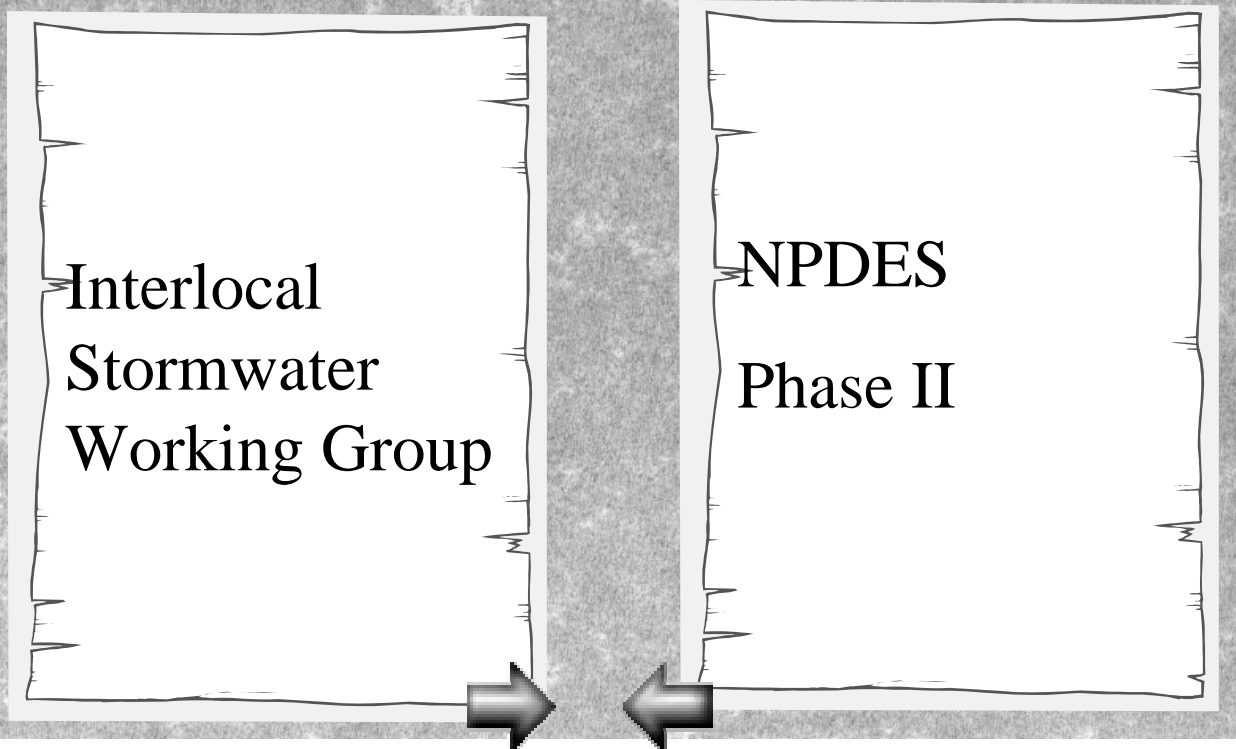 Interlocal
Stormwater
Working Group
NPDES
Phase II